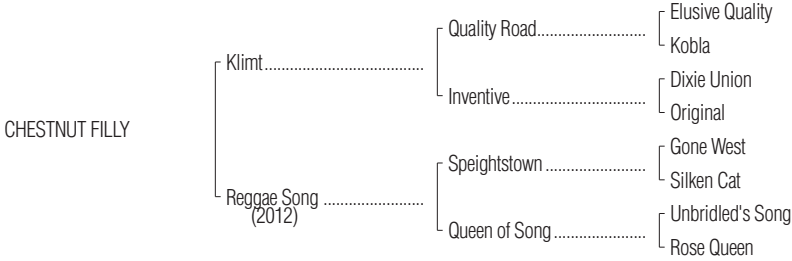 Elusive Quality
Quality Road..........................
Kobla
Klimt......................................
Dixie Union
Inventive................................
Original
CHESTNUT FILLY
Gone West
Speightstown ........................
Silken Cat
Reggae Song ........................
(2012)
Unbridled's Song
Queen of Song......................
Rose Queen